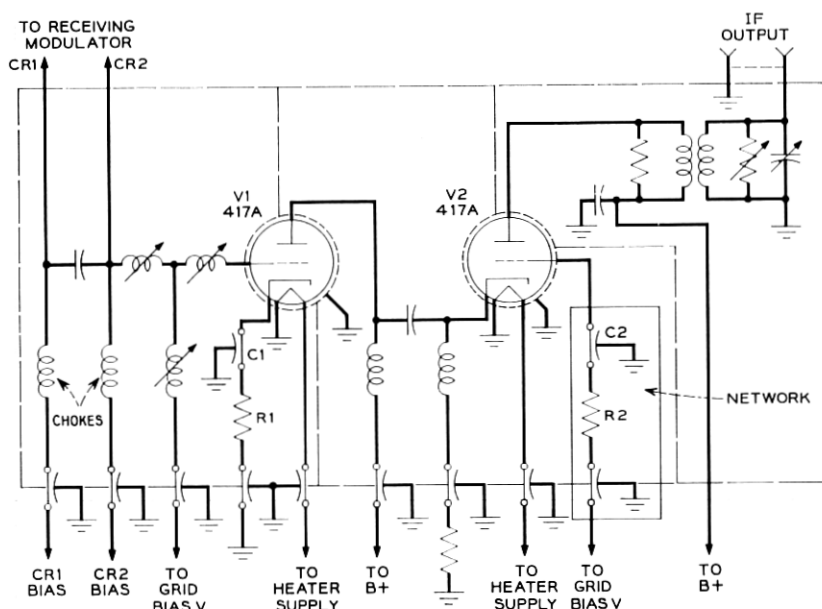 TO RECEIVING
MODULATOR
CR1
CR2
IF
OUTPUT
V1
417A
V2
417A
C1
C2
CHOKES
R1
R2
NETWORK
CR1
BIAS
CR2
BIAS
TO
GRID
BIAS V
TO
HEATER
SUPPLY
TO
B+
TO
HEATER
SUPPLY
TO
GRID
BIAS V
TO
B+